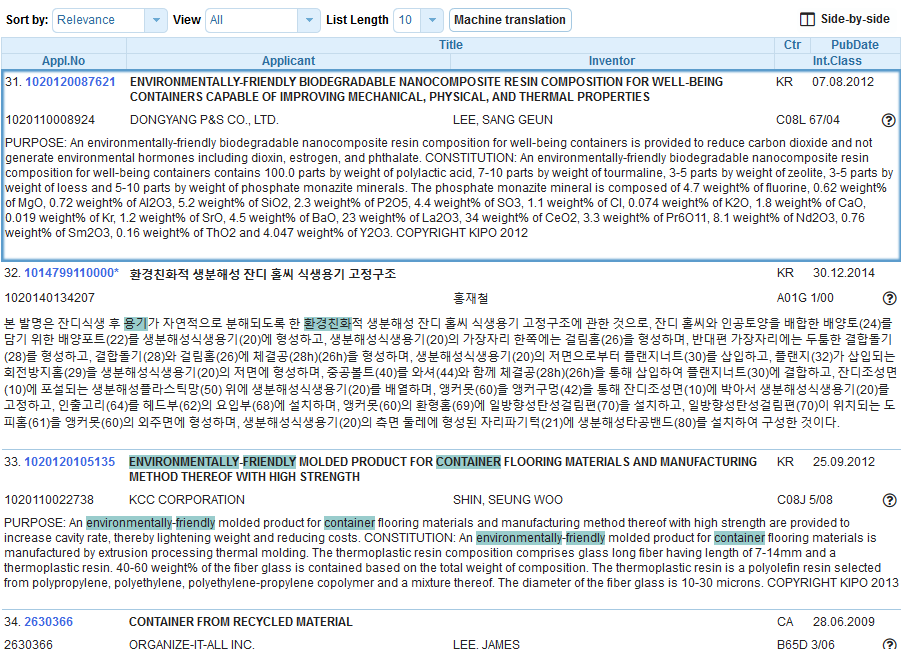 Sort by: Relevance View All List Length 10 Machine translation Side-by-side
Title Ctr PubDate
Appl.No Applicant Inventor Int.Class
31. 1020120087621 ENVIRONMENTALLY-FRIENDLY BIODEGRADABLE NANOCOMPOSITE RESIN COMPOSITION FOR WELL-BEING KR 07.08.2012
CONTAINERS CAPABLE OF IMPROVING MECHANICAL, PHYSICAL, AND THERMAL PROPERTIES
1020110008924 DONGYANG P&S CO., LTD. LEE, SANG GEUN C08L 67/04
PURPOSE: An environmentally-friendly biodegradable nanocomposite resin composition for well-being containers is provided to reduce carbon dioxide and not
generate environmental hormones including dioxin, estrogen, and phthalate. CONSTITUTION: An environmentally-friendly biodegradable nanocomposite resin
composition for well-being containers contains 100.0 parts by weight of polylactic acid, 7-10 parts by weight of tourmaline, 3-5 parts by weight of zeolite, 3-5 parts by
weight of loess and 5-10 parts by weight of phosphate monazite minerals. The phosphate monazite mineral is composed of 4.7 weight% of fluorine, 0.62 weight%
of MgO, 0.72 weight% of Al2O3, 5.2 weight% of SiO2, 2.3 weight% of P2O5, 4.4 weight% of SO3, 1.1 weight% of Cl, 0.074 weight% of K2O, 1.8 weight% of CaO,
0.019 weight% of Kr, 1.2 weight% of SrO, 4.5 weight% of BaO, 23 weight% of La2O3, 34 weight% of CeO2, 3.3 weight% of Pr6O11, 8.1 weight% of Nd2O3, 0.76
weight% of Sm2O3, 0.16 weight% of ThO2 and 4.047 weight% of Y2O3. COPYRIGHT KIPO 2012
32. 1014799110000* 환경친화적 생분해성 잔디 홀씨 식생용기 고정구조 KR 30.12.2014
1020140134207 홍재철 A01G 1/00
본 발명은 잔디식생 후 용기가 자연적으로 분해되도록 한 환경친화적 생분해성 잔디 홀씨 식생용기 고정구조에 관한 것으로, 잔디 홀씨와 인공토양을 배합한 배양토(24)를
담기 위한 배양포트(22)를 생분해성식생용기(20)에 형성하고, 생분해성식생용기(20)의 가장자리 한쪽에는 걸림홈(26)을 형성하며, 반대편 가장자리에는 두툼한 결합돌기
(28)를 형성하고, 결합돌기(28)와 걸림홈(26)에 체결공(28h)(26h)을 형성하며, 생분해성식생용기(20)의 저면으로부터 플랜지너트(30)를 삽입하고, 플랜지(32)가 삽입되는
회전방지홈(29)을 생분해성식생용기(20)의 저면에 형성하며, 중공볼트(40)를 와셔(44)와 함께 체결공(28h)(26h)을 통해 삽입하여 플랜지너트(30)에 결합하고, 잔디조성면
(10)에 포설되는 생분해성플라스틱망(50) 위에 생분해성식생용기(20)를 배열하며, 앵커못(60)을 앵커구멍(42)을 통해 잔디조성면(10)에 박아서 생분해성식생용기(20)를
고정하고, 인출고리(64)를 헤드부(62)의 요입부(68)에 설치하며, 앵커못(60)의 환형홈(69)에 일방향성탄성걸림편(70)을 설치하고, 일방향성탄성걸림편(70)이 위치되는 도
피홈(61)을 앵커못(60)의 외주면에 형성하며, 생분해성식생용기(20)의 측면 둘레에 형성된 자리파기턱(21)에 생분해성타공밴드(80)를 설치하여 구성한 것이다.
33. 1020120105135 ENVIRONMENTALLY-FRIENDLY MOLDED PRODUCT FOR CONTAINER FLOORING MATERIALS AND MANUFACTURING KR 25.09.2012
METHOD THEREOF WITH HIGH STRENGTH
1020110022738 KCC CORPORATION SHIN, SEUNG WOO C08J 5/08
PURPOSE: An environmentally-friendly molded product for container flooring materials and manufacturing method thereof with high strength are provided to
increase cavity rate, thereby lightening weight and reducing costs. CONSTITUTION: An environmentally-friendly molded product for container flooring materials is
manufactured by extrusion processing thermal molding. The thermoplastic resin composition comprises glass long fiber having length of 7-14mm and a
thermoplastic resin. 40-60 weight% of the fiber glass is contained based on the total weight of composition. The thermoplastic resin is a polyolefin resin selected
from polypropylene, polyethylene, polyethylene-propylene copolymer and a mixture thereof. The diameter of the fiber glass is 10-30 microns. COPYRIGHT KIPO 2013
34. 2630366 CONTAINER FROM RECYCLED MATERIAL CA 28.06.2009
2630366 ORGANIZE-IT-ALL INC. LEE, JAMES B65D 3/06